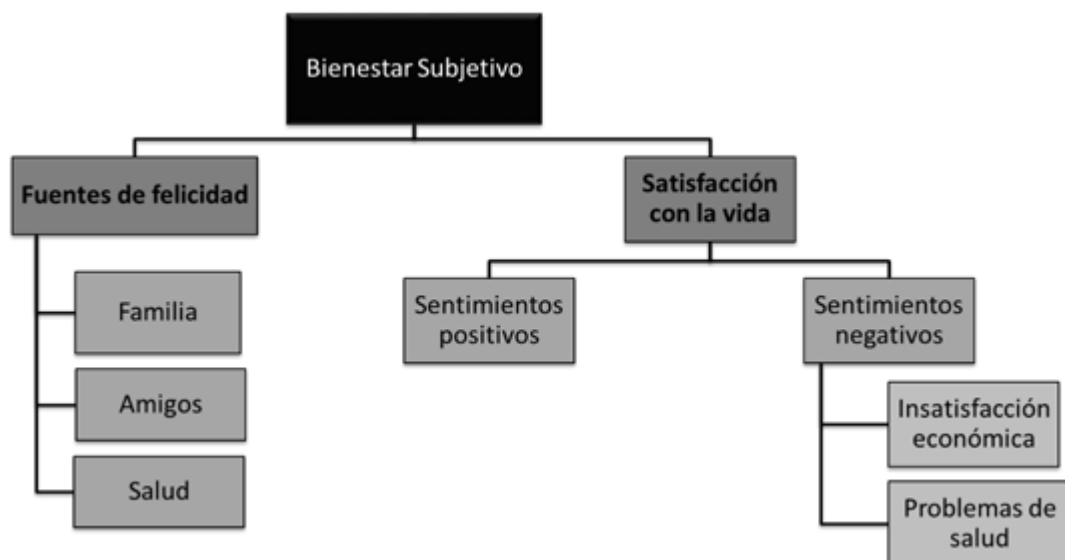 Bienestar Subjetivo
Fuentes de felicidad
Satisfacción
con la vida
Familia
Amigos
Salud
Sentimientos
positivos
Sentimientos
negativos
Insatisfacción
económica
Problemas de
salud